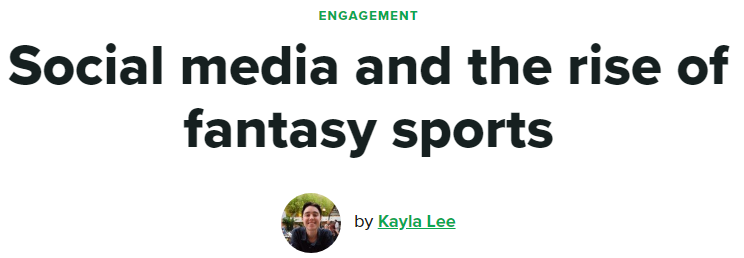 ENGAGEMENT
Social media and the rise of
fantasy sports
by Kayla Lee